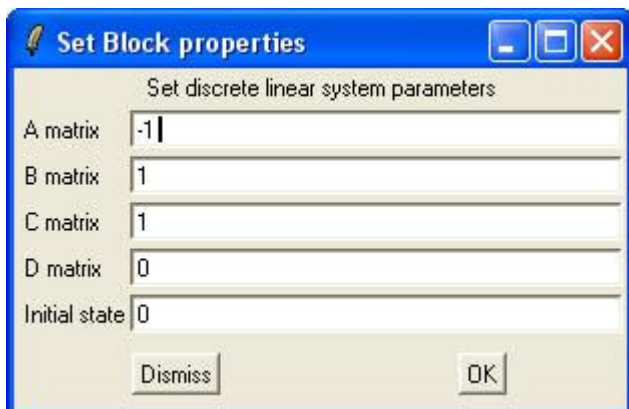 Set Block properties
Set discrete linear system parameters
A matrix -1
B matrix 1
C matrix 1
D matrix 0
Initial state 0
Dismiss OK